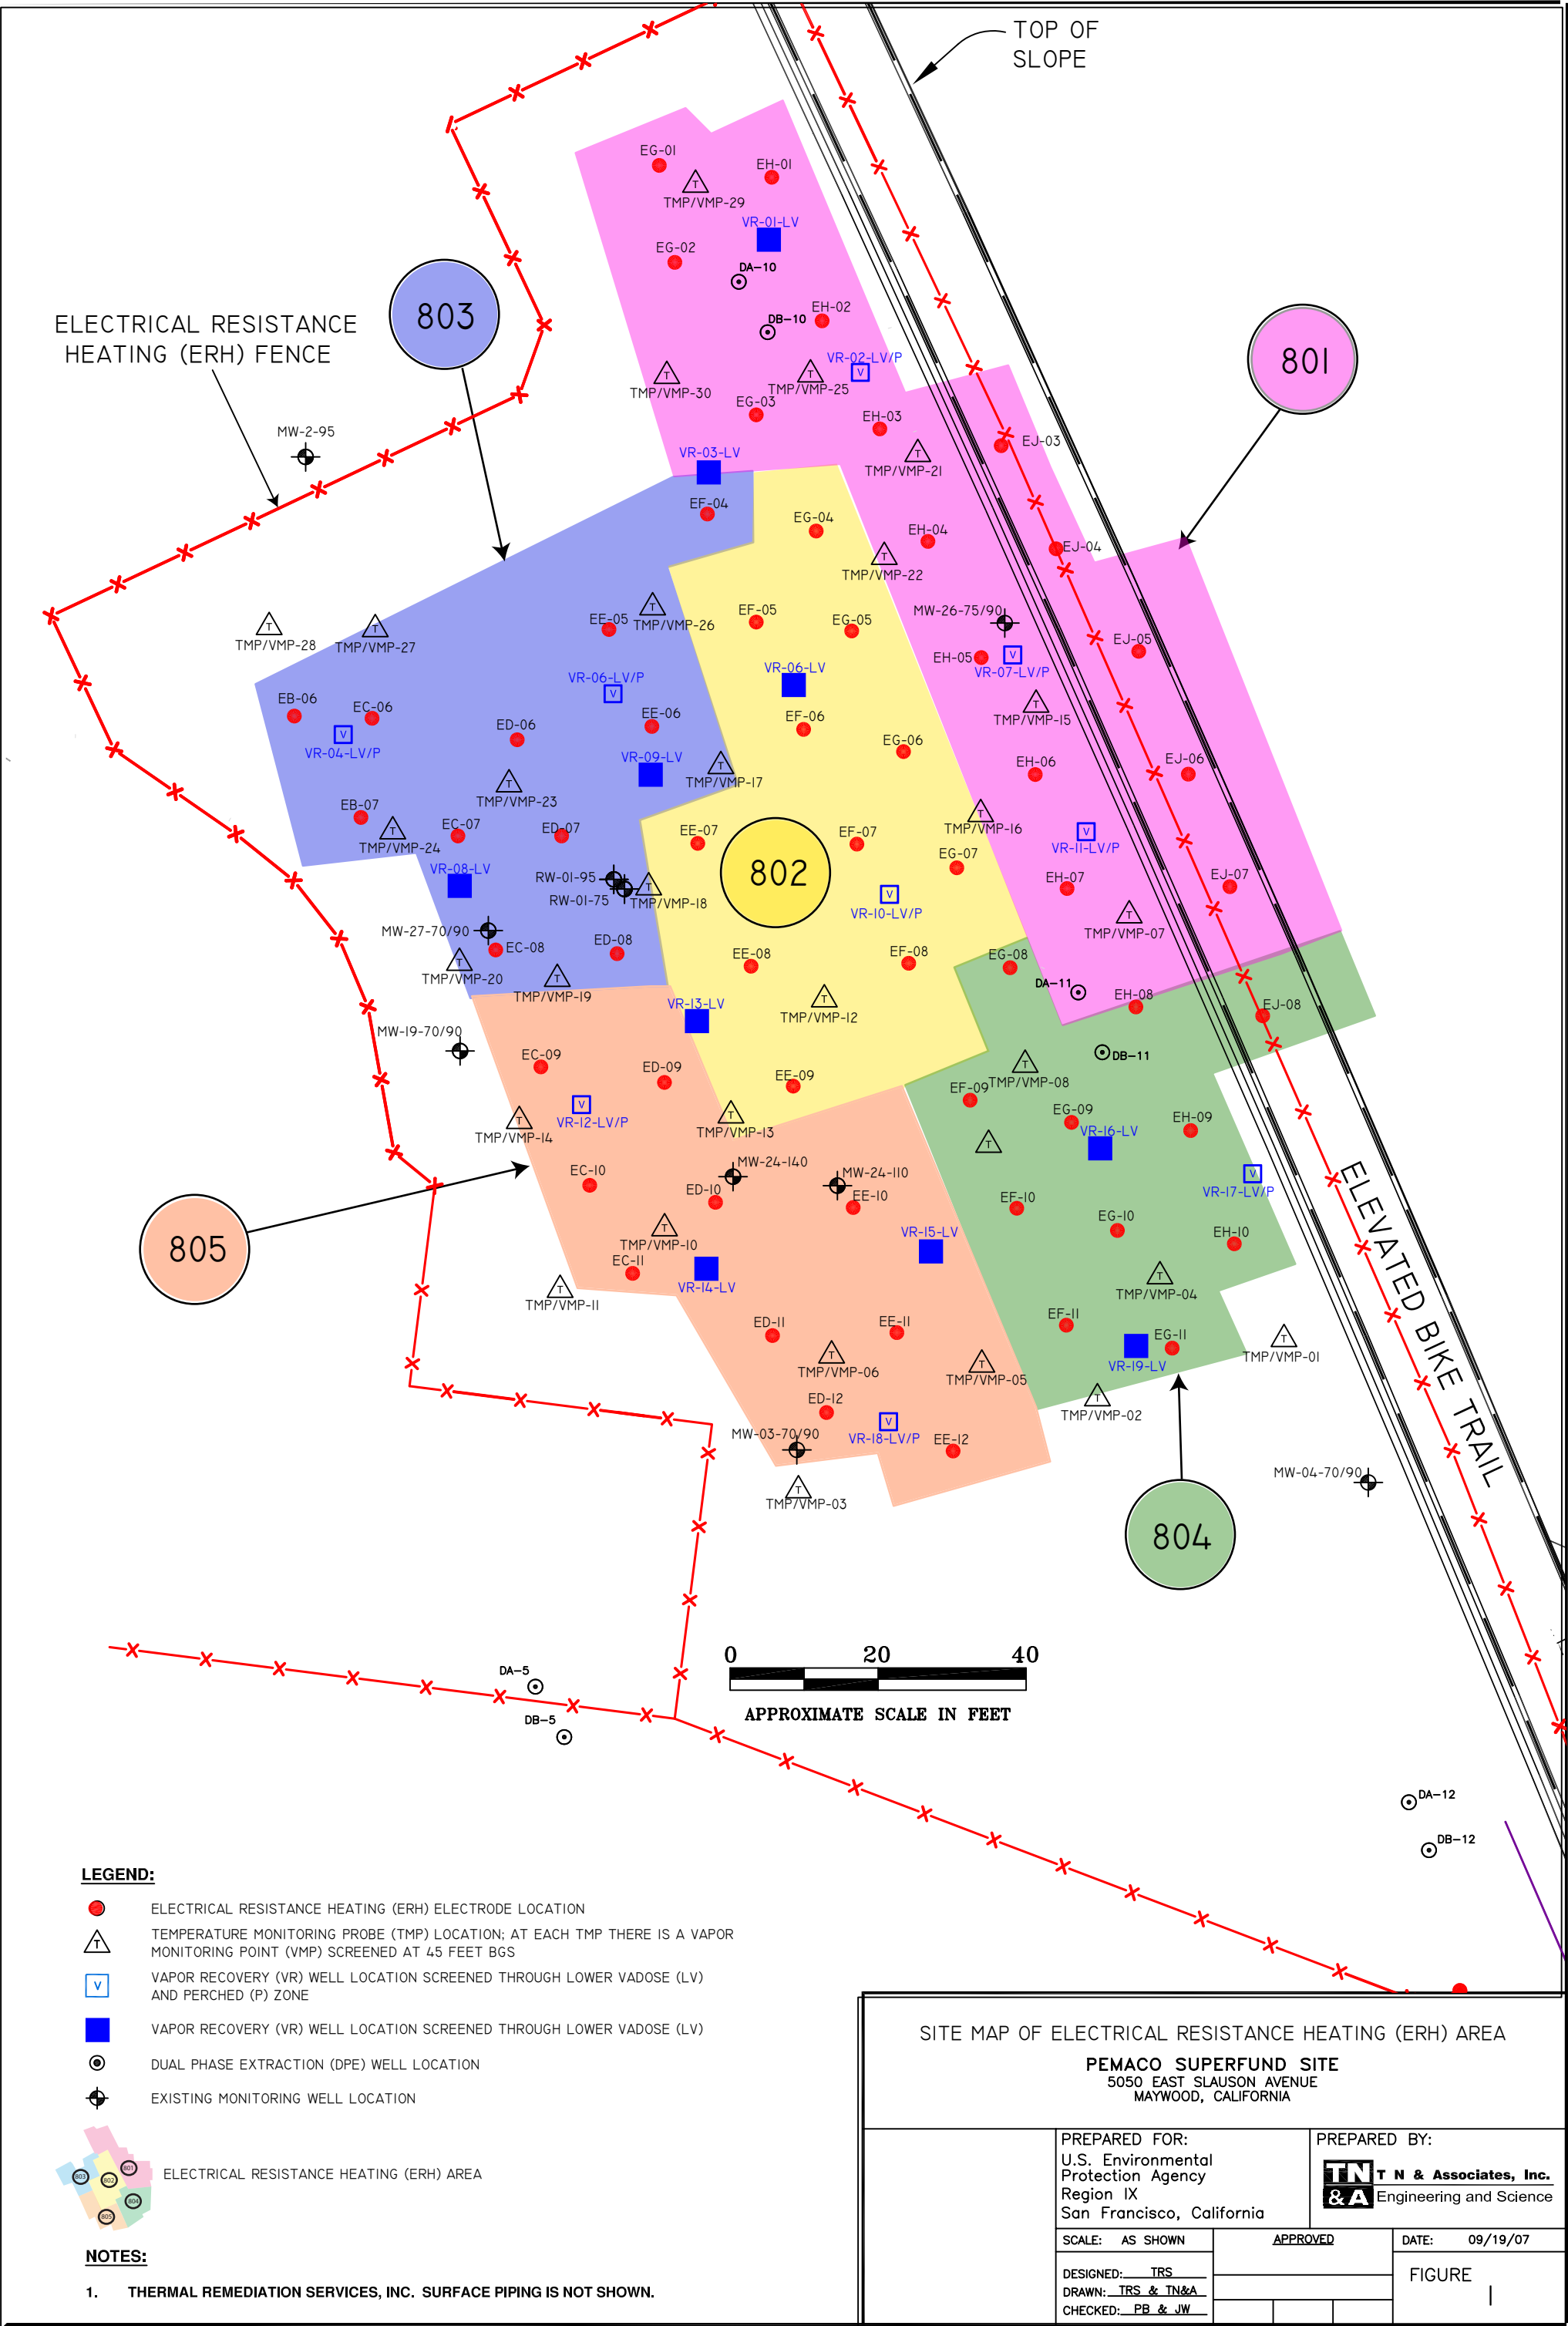 TOP OF
SLOPE
EG-01
EH-01
TMP/VMP-29
VR-01-LV
EG-02
DA-10
803
EH-02
DB-10
ELECTRICAL RESISTANCE
HEATING (ERH) FENCE
801
VR-02-LV/P
TMP/VMP-30
TMP/VMP-25
EG-03
EH-03
MW-2-95
EJ-03
VR-03-LV
TMP/VMP-21
EF-04
EG-04
EH-04
EJ-04
TMP/VMP-22
EF-05
EG-05
MW-26-75/90
EE-05
TMP/VMP-26
TMP/VMP-28
TMP/VMP-27
EJ-05
EH-05
VR-07-LV/P
VR-06-LV
VR-06-LV/P
EB-06
EC-06
ED-06
EE-06
EF-06
TMP/VMP-15
VR-04-LV/P
EG-06
VR-09-LV
EH-06
EJ-06
TMP/VMP-17
TMP/VMP-23
EB-07
EC-07
ED-07
EE-07
EF-07
TMP/VMP-16
TMP/VMP-24
VR-11-LV/P
EG-07
802
VR-08-LV
RW-01-95
RW-01-75
TMP/VMP-18
EH-07
EJ-07
VR-10-LV/P
MW-27-70/90
TMP/VMP-07
EC-08
ED-08
EE-08
EF-08
EG-08
TMP/VMP-20
TMP/VMP-19
DA-11
VR-13-LV
TMP/VMP-12
EH-08
EJ-08
MW-19-70/90
EC-09
ED-09
EE-09
DB-11
TMP/VMP-08
EF-09
EG-09
EH-09
VR-12-LV/P
TMP/VMP-14
TMP/VMP-13
VR-16-LV
MW-24-140
MW-24-110
EC-10
ED-10
EE-10
EF-10
VR-17-LV/P
805
TMP/VMP-10
VR-15-LV
EG-10
EH-10
EC-11
VR-14-LV
TMP/VMP-11
TMP/VMP-04
ELEVATED BIKE TRAIL
ED-11
EE-11
EF-11
EG-11
TMP/VMP-06
TMP/VMP-05
VR-19-LV
TMP/VMP-01
ED-12
TMP/VMP-02
MW-03-70/90
VR-18-LV/P
EE-12
MW-04-70/90
TMP/VMP-03
804
0 20 40
APPROXIMATE SCALE IN FEET
DA-5
DB-5
DA-12
DB-12
LEGEND:
ELECTRICAL RESISTANCE HEATING (ERH) ELECTRODE LOCATION
T TEMPERATURE MONITORING PROBE (TMP) LOCATION; AT EACH TMP THERE IS A VAPOR
MONITORING POINT (VMP) SCREENED AT 45 FEET BGS
V VAPOR RECOVERY (VR) WELL LOCATION SCREENED THROUGH LOWER VADOSE (LV)
AND PERCHED (P) ZONE
VAPOR RECOVERY (VR) WELL LOCATION SCREENED THROUGH LOWER VADOSE (LV)
DUAL PHASE EXTRACTION (DPE) WELL LOCATION
EXISTING MONITORING WELL LOCATION
803 802 801 804 805
ELECTRICAL RESISTANCE HEATING (ERH) AREA
NOTES:
1. THERMAL REMEDIATION SERVICES, INC. SURFACE PIPING IS NOT SHOWN.
SITE MAP OF ELECTRICAL RESISTANCE HEATING (ERH) AREA
PEMACO SUPERFUND SITE
5050 EAST SLAUSON AVENUE
MAYWOOD, CALIFORNIA
PREPARED FOR:
U.S. Environmental
Protection Agency
Region IX
San Francisco, California
PREPARED BY:
TN
&A
T N & Associates, Inc.
Engineering and Science
SCALE: AS SHOWN
APPROVED
DATE: 09/19/07
DESIGNED: TRS
DRAWN: TRS & TN&A
CHECKED: PB & JW
FIGURE
1